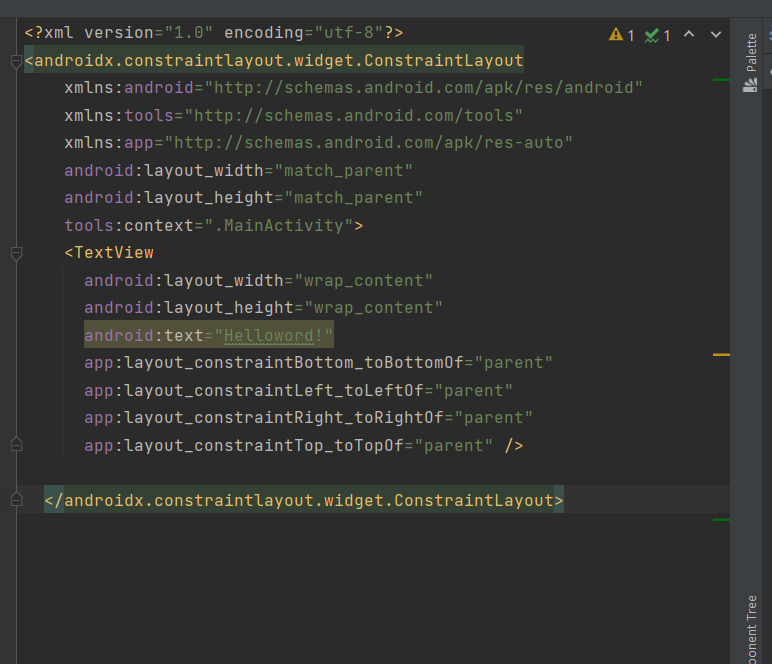 <?xml version="1.0" encoding="utf-8"?>
1 1
<androidx.constraintlayout.widget.ConstraintLayout
xmlns:android="http://schemas.android.com/apk/res/android"
xmlns:tools="http://schemas.android.com/tools"
xmlns:app="http://schemas.android.com/apk/res-auto"
android:layout_width="match_parent"
android:layout_height="match_parent"
tools:context=".MainActivity">
<TextView
android:layout_width="wrap_content"
android:layout_height="wrap_content"
android:text="Helloword!"
app:layout_constraintBottom_toBottomOf="parent"
app:layout_constraintLeft_toLeftOf="parent"
app:layout_constraintRight_toRightOf="parent"
app:layout_constraintTop_toTopOf="parent" />
</androidx.constraintlayout.widget.ConstraintLayout>
Palette
ponent Tree